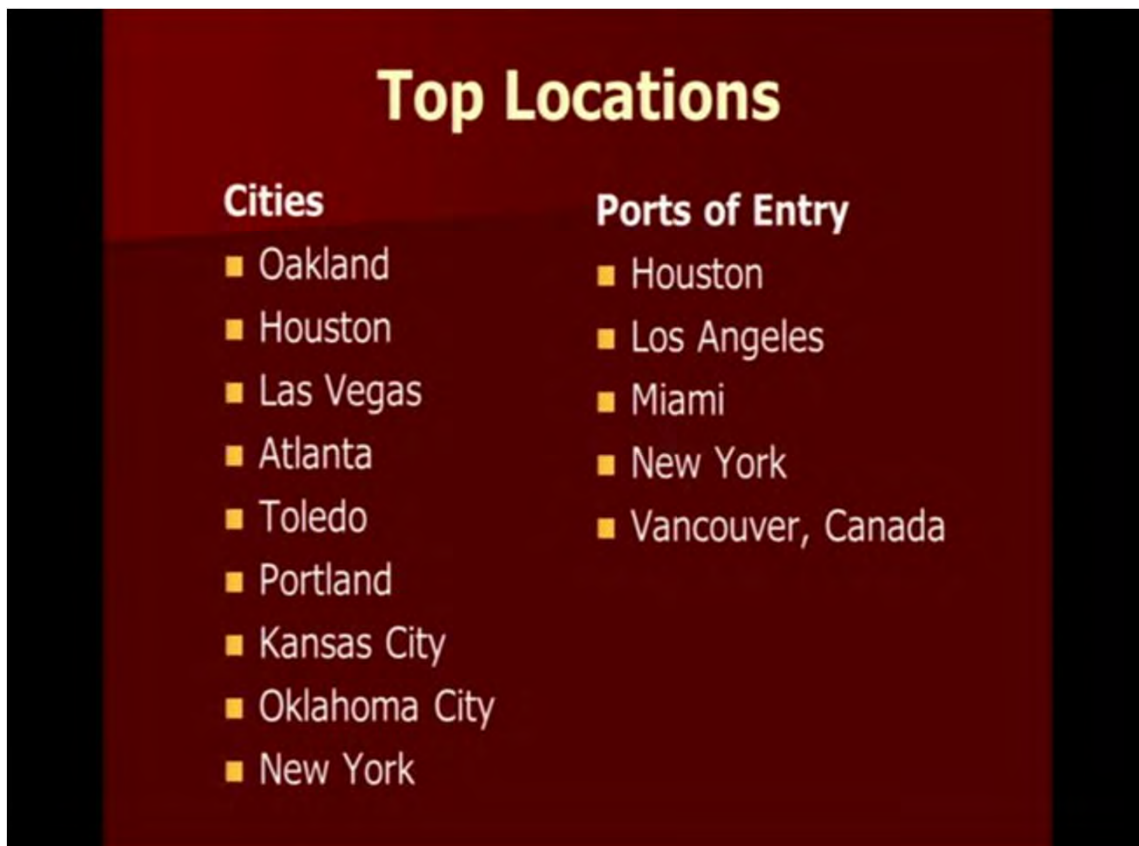 Top Locations
Cities
Oakland
Houston
Las Vegas
Atlanta
Toledo
Portland
Kansas City
Oklahoma City
New York
Ports of Entry
Houston
Los Angeles
Miami
New York
Vancouver, Canada